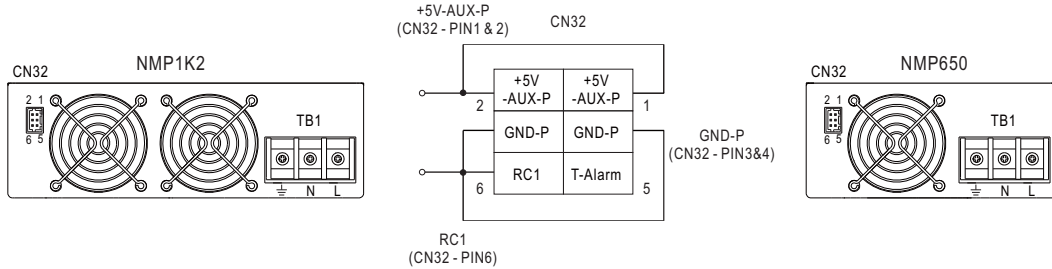 NMP1K2
CN32
2 1
6 5
TB1
N L
+5V-AUX-P
(CN32 - PIN1 & 2)
CN32
+5V
-AUX-P
+5V
-AUX-P
2
1
GND-P
GND-P
RC1
T-Alarm
6
5
GND-P
(CN32 - PIN3&4)
RC1
(CN32 - PIN6)
NMP650
CN32
2 1
6 5
TB1
N L